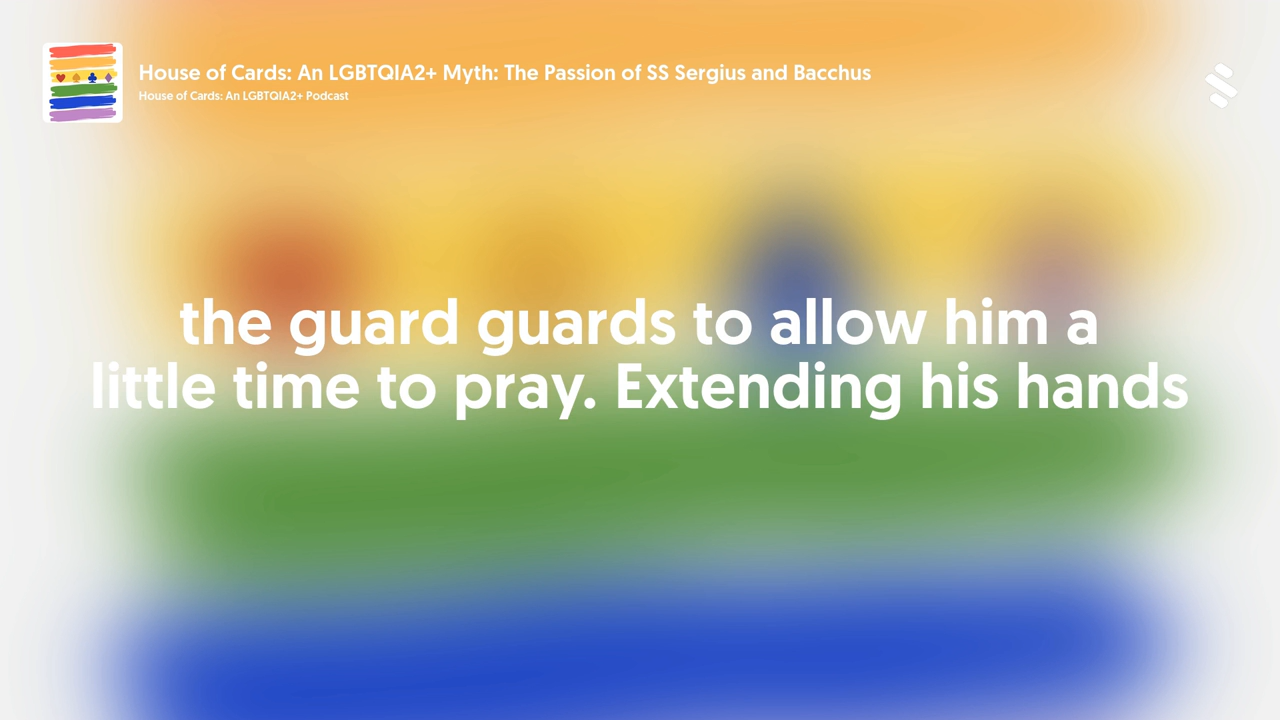 House of Cards: An LGBTQIA2+ Myth: The Passion of SS Sergius and Bacchus
House of Cards: An LGBTQIA2+ Podcast
the guard guards to allow him a
little time to pray. Extending his hands